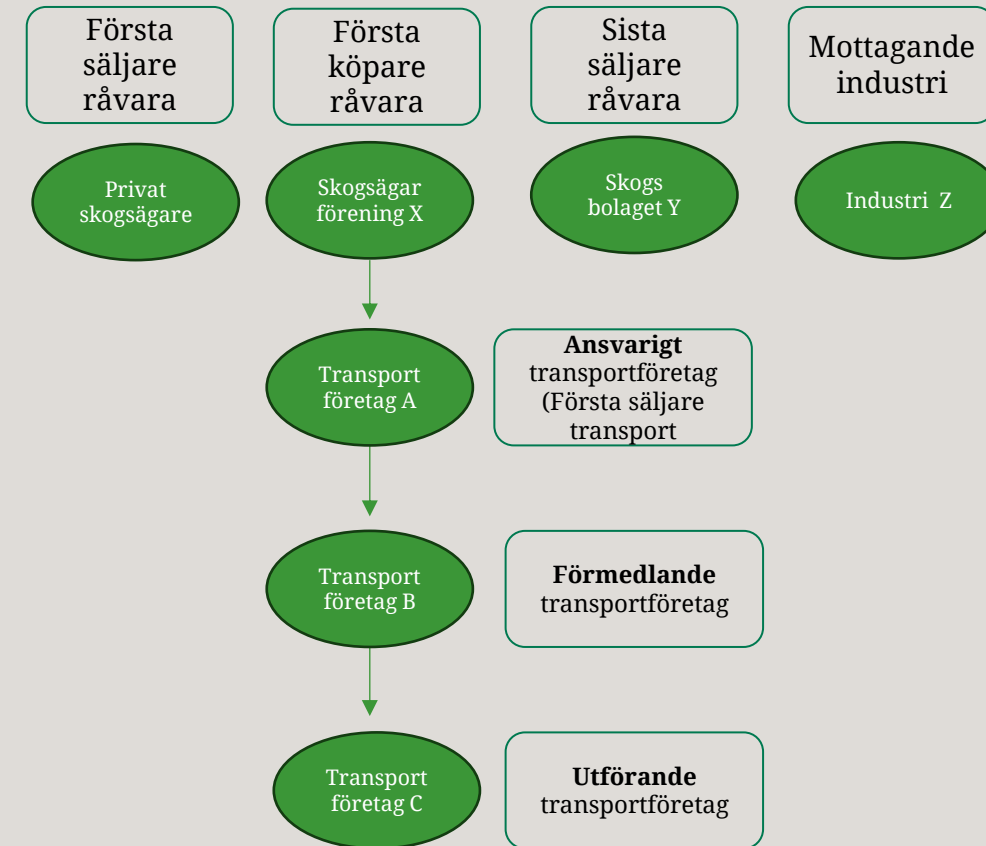 Första
säljare
råvara
Första
köpare
råvara
Sista
säljare
råvara
Mottagande
industri
Privat
skogsägare
Skogsägar
förening X
Skogs
bolaget Y
Industri Z
Transport
företag A
Ansvarigt
transportföretag
(Första säljare
transport
Transport
företag B
Förmedlande
transportföretag
Transport
företag C
Utförande
transportföretag